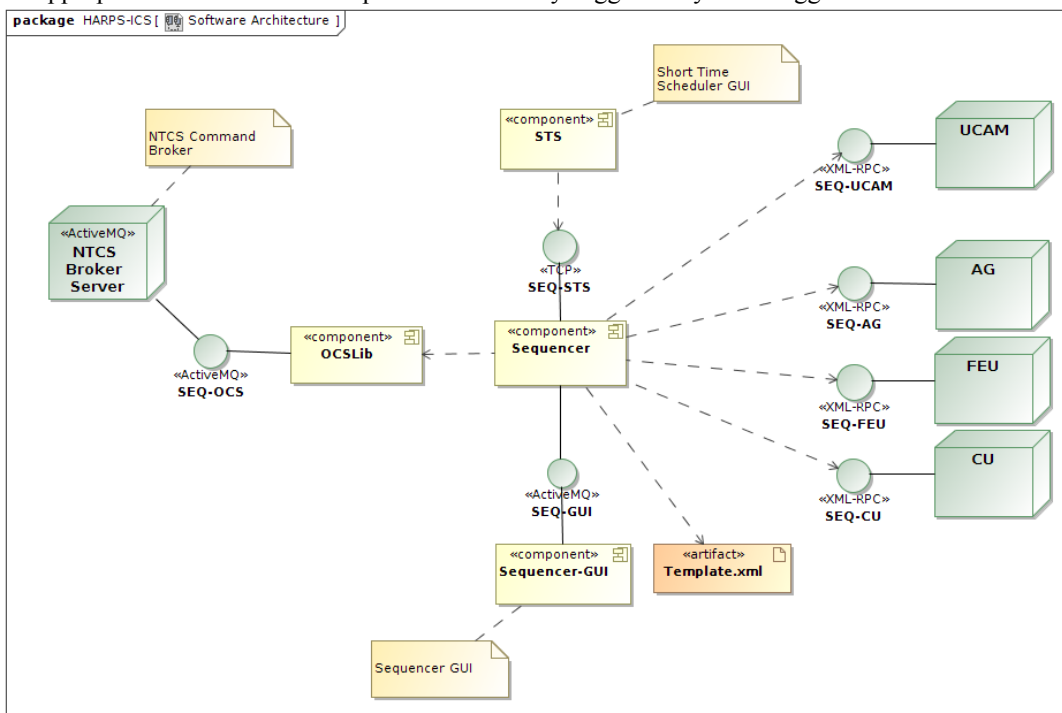 package HARPS-ICS [ Software Architecture ]
NTCS Command
Broker
Short Time
Scheduler GUI
«component»
STS
UCAM
«XML-RPC»
SEQ-UCAM
«ActiveMQ»
NTCS
Broker
Server
«TCP»
SEQ-STS
AG
«XML-RPC»
SEQ-AG
«component»
OCSLib
«component»
Sequencer
«ActiveMQ»
SEQ-OCS
FEU
«XML-RPC»
SEQ-FEU
CU
«XML-RPC»
SEQ-CU
«ActiveMQ»
SEQ-GUI
«component»
Sequencer-GUI
«artifact»
Template.xml
Sequencer GUI